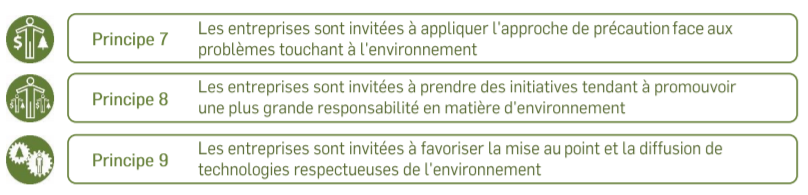 Principe 7
Les entreprises sont invitées à appliquer l'approche de précaution face aux
problèmes touchant à l'environnement
Principe 8
Les entreprises sont invitées à prendre des initiatives tendant à promouvoir
une plus grande responsabilité en matière d'environnement
Principe 9
Les entreprises sont invitées à favoriser la mise au point et la diffusion de
technologies respectueuses de l'environnement